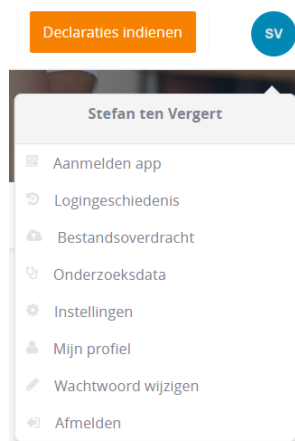 Declaraties indienen
SV
Stefan ten Vergert
Aanmelden app
Logingeschiedenis
Bestandsoverdracht
Onderzoeksdata
Instellingen
Mijn profiel
Wachtwoord wijzigen
Afmelden